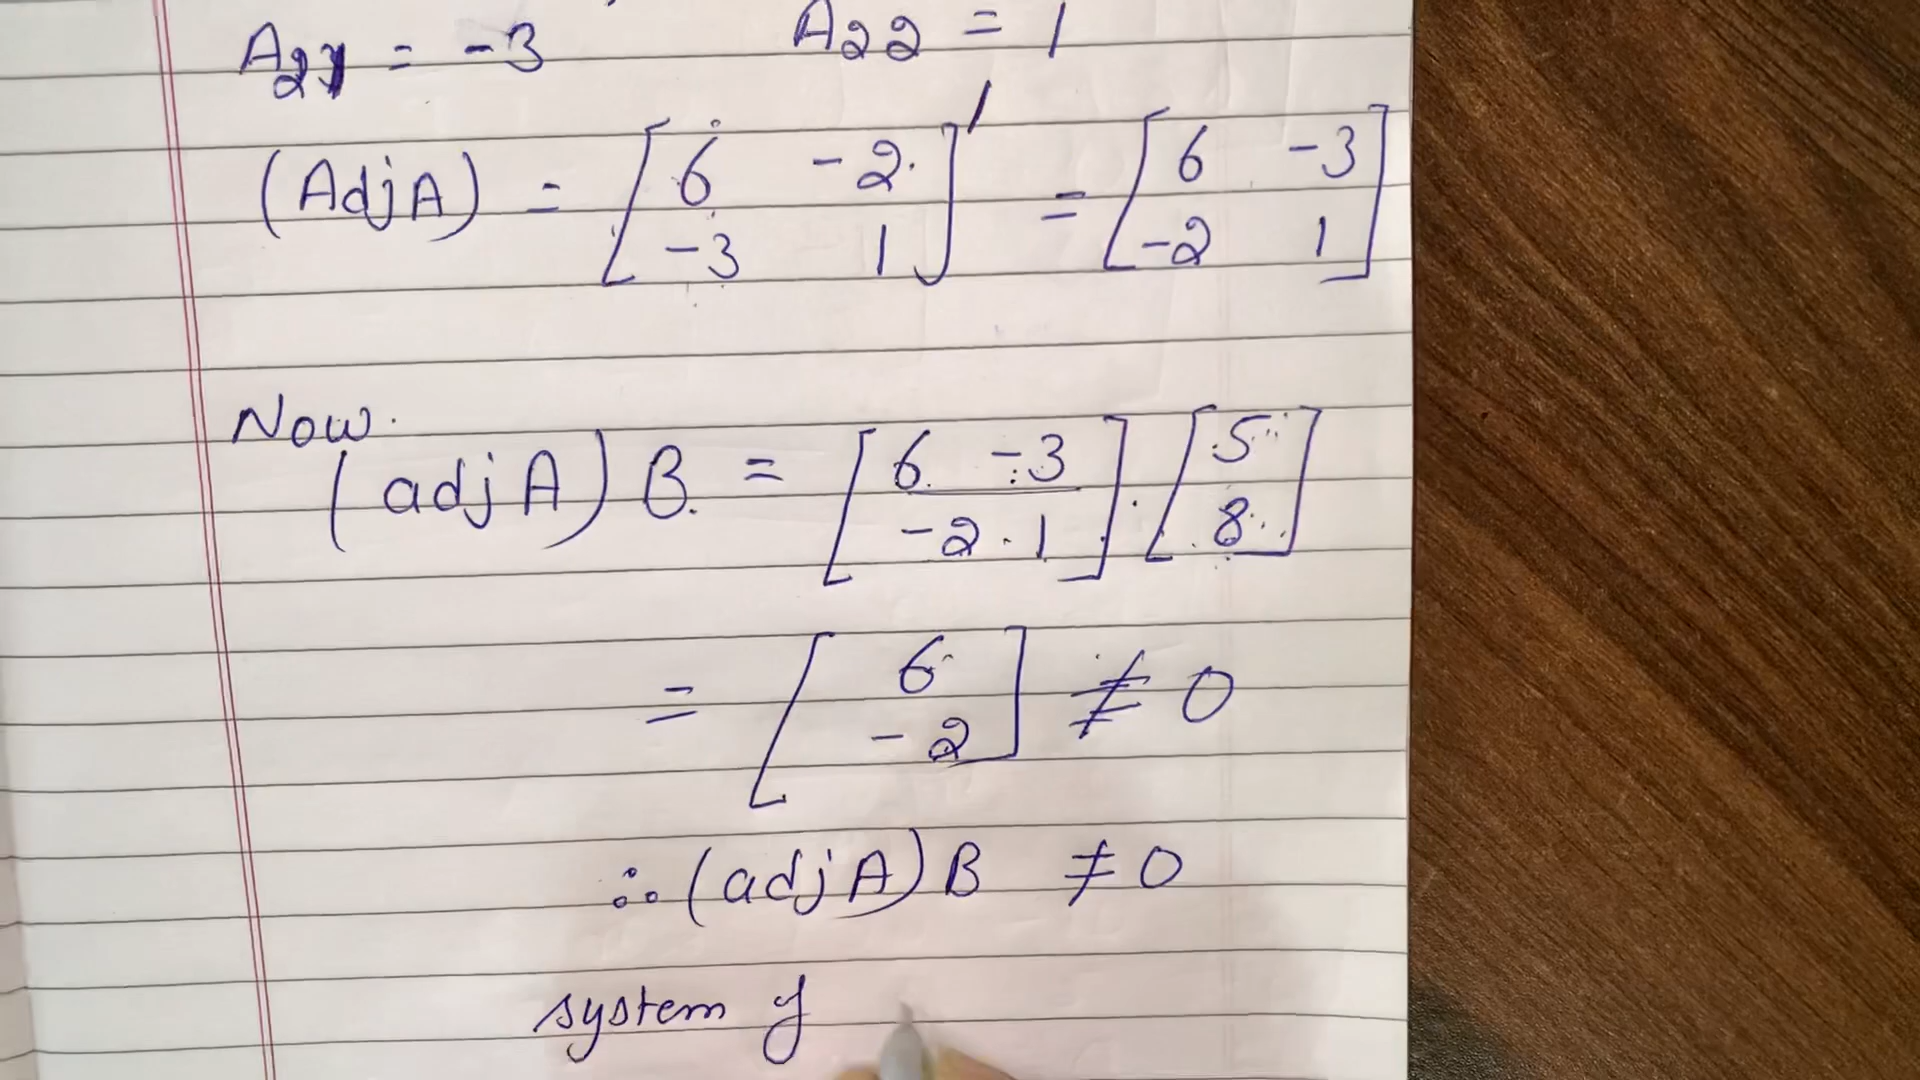 A21 = -3 A22 = 1
(AdjA) = [6 -2 -3 1]' = [6 -3 -2 1]
Now.
(adjA) B = [6 -3 -2 1] . [5 8]
= [6 -2] ≠ 0
∴ (adjA) B ≠ 0
system of